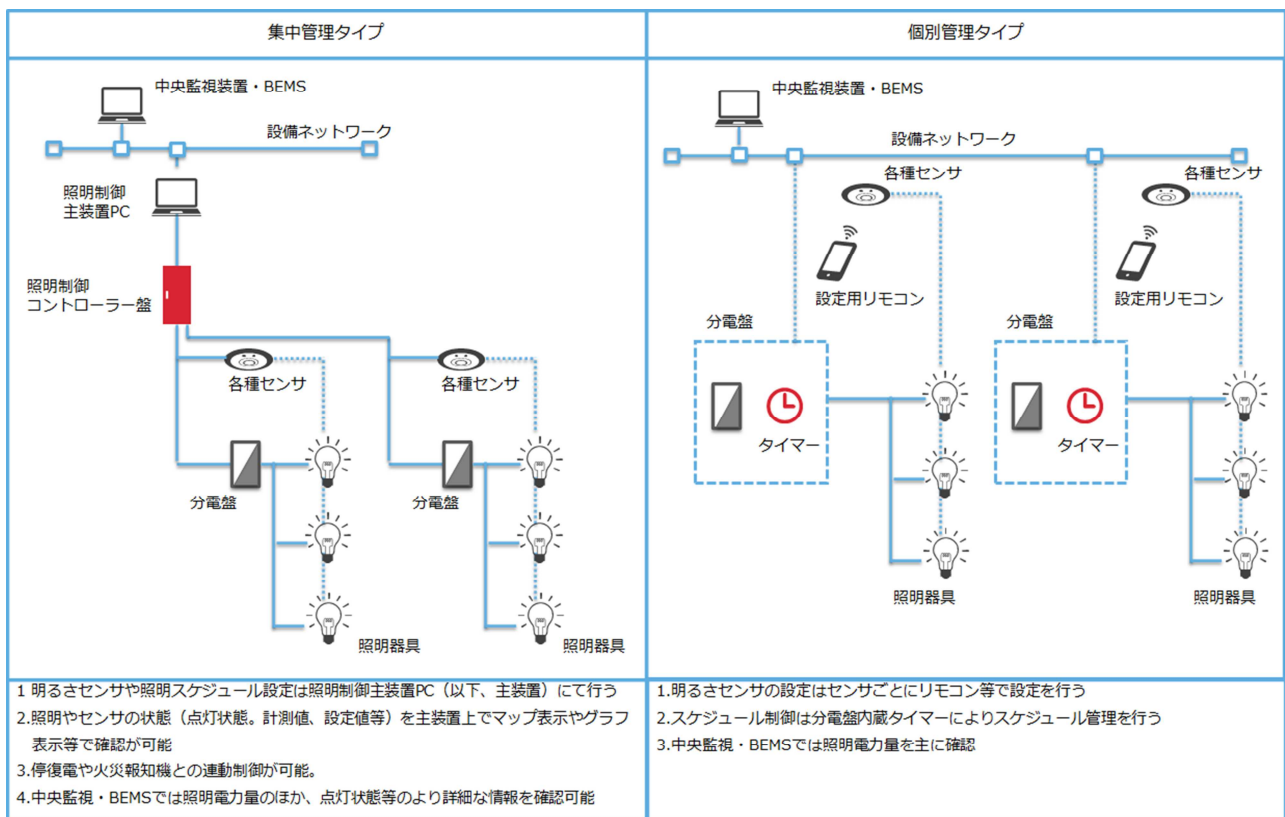 集中管理タイプ
中央監視装置・BEMS
設備ネットワーク
照明制御
主装置PC
照明制御
コントローラー盤
各種センサ
各種センサ
分電盤
分電盤
照明器具
照明器具
1 明るさセンサや照明スケジュール設定は照明制御主装置PC（以下、主装置）にて行う
2.照明やセンサの状態（点灯状態。計測値、設定値等）を主装置上でマップ表示やグラフ
表示等で確認が可能
3.停復電や火災報知機との連動制御が可能。
4.中央監視・BEMSでは照明電力量のほか、点灯状態等のより詳細な情報を確認可能
個別管理タイプ
中央監視装置・BEMS
設備ネットワーク
各種センサ
各種センサ
設定用リモコン
設定用リモコン
分電盤
分電盤
タイマー
タイマー
照明器具
照明器具
1.明るさセンサの設定はセンサごとにリモコン等で設定を行う
2.スケジュール制御は分電盤内蔵タイマーによりスケジュール管理を行う
3.中央監視・BEMSでは照明電力量を主に確認